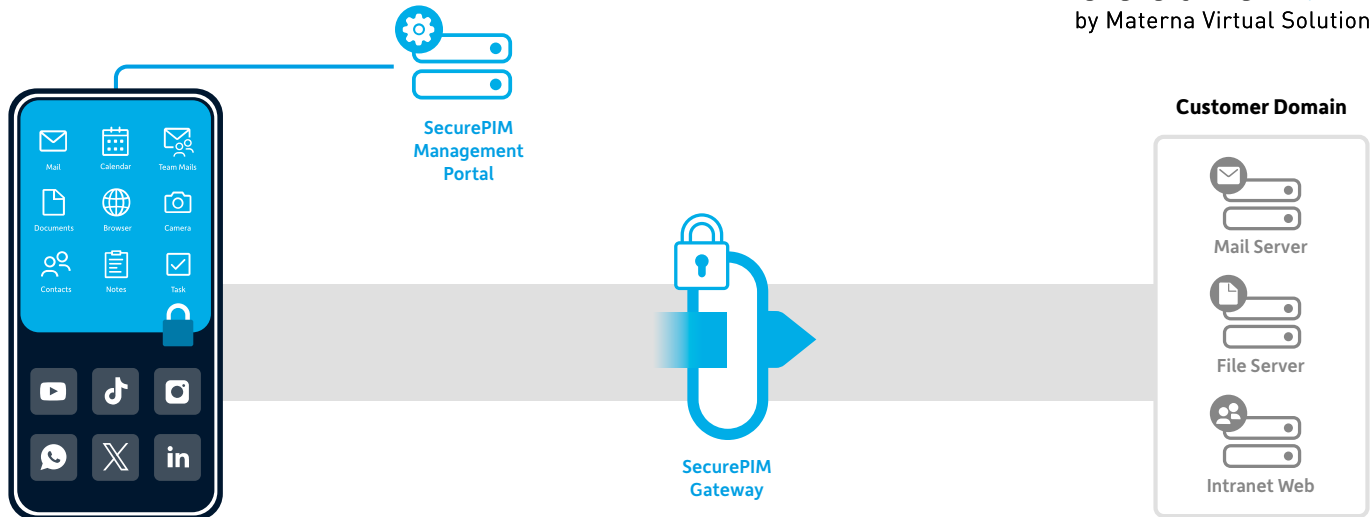 by Materna Virtual Solution
SecurePIM
Management
Portal
Customer Domain
Mail
Calendar
Team Mails
Documents
Browser
Camera
Contacts
Notes
Task
Mail Server
File Server
Intranet Web
SecurePIM
Gateway
in